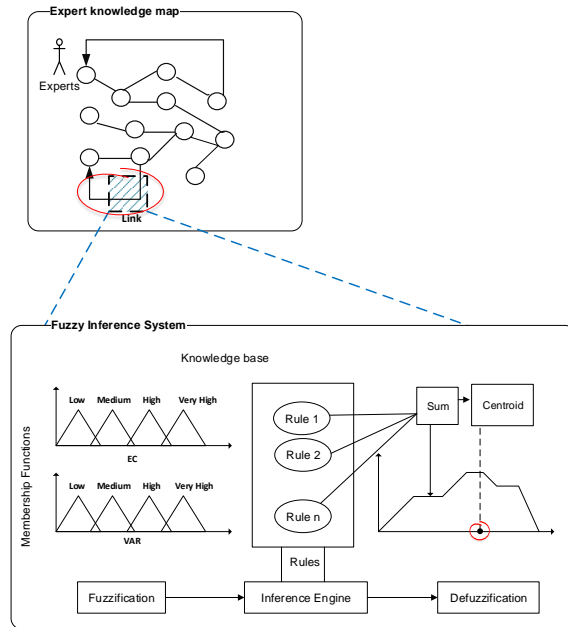 Expert knowledge map
Experts
Link
Fuzzy Inference System
Knowledge base
Membership Functions
Low Medium High Very High
EC
Low Medium High Very High
VAR
Rule 1
Rule 2
Rule n
Rules
Sum
Centroid
Fuzzification
Inference Engine
Defuzzification